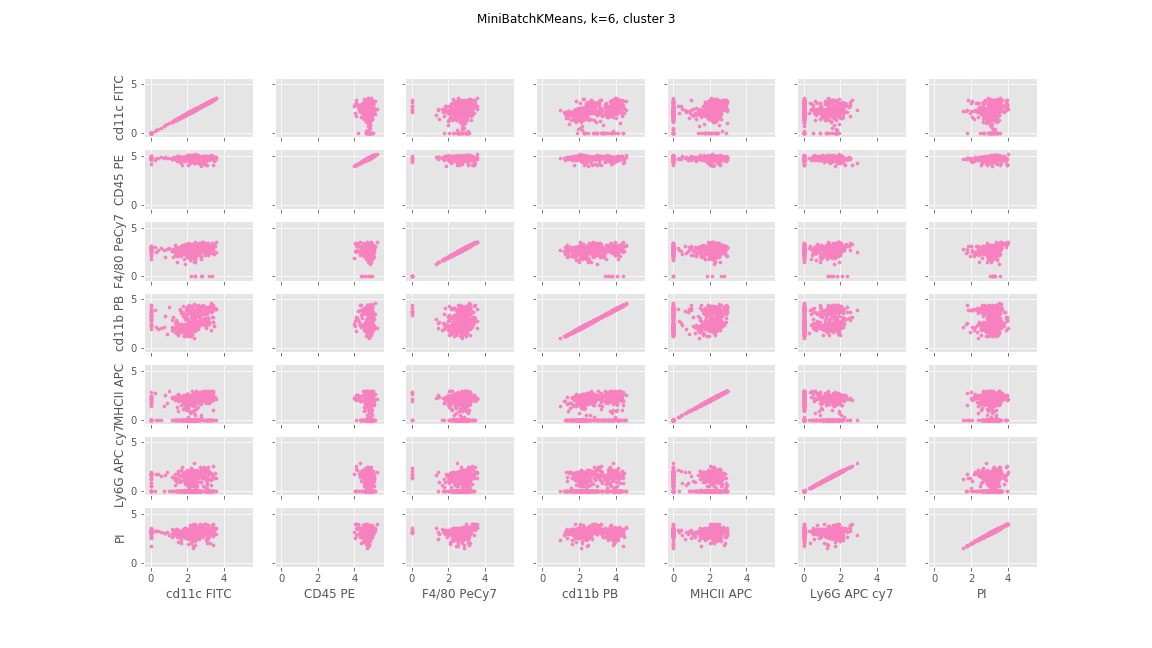 MiniBatchKMeans, k=6, cluster 3
cd11c FITC
5
0
CD45 PE
5
0
F4/80 PeCy7
5
0
cd11b PB
5
0
MHCII APC
5
0
Ly6G APC cy7
5
0
PI
5
0
0 2 4 0 2 4 0 2 4 0 2 4 0 2 4 0 2 4 0 2 4
cd11c FITC CD45 PE F4/80 PeCy7 cd11b PB MHCII APC Ly6G APC cy7 PI